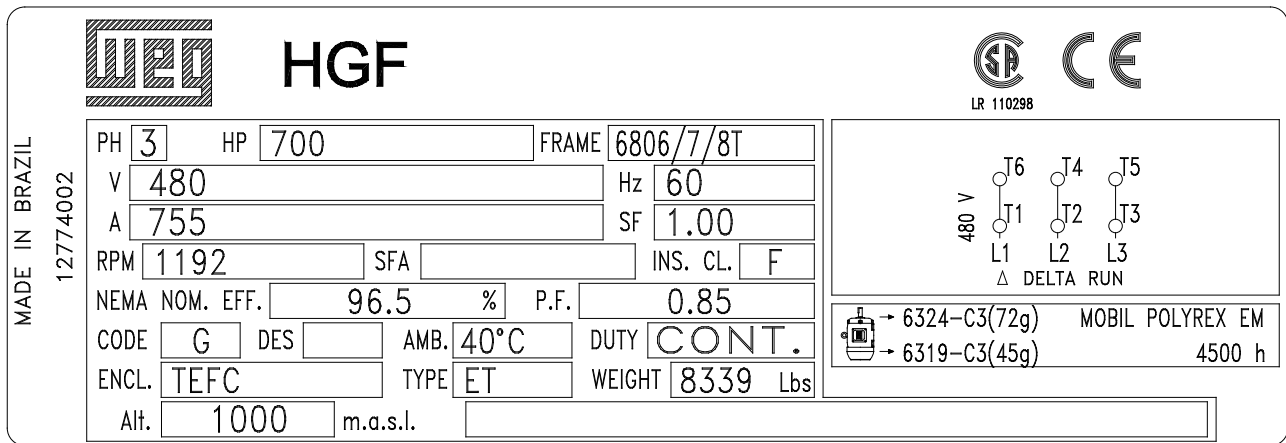 WEG HGF
LR 110298
MADE IN BRAZIL
12774002
PH 3 HP 700 FRAME 6806/7/8T
V 480 Hz 60
A 755 SF 1.00
RPM 1192 SFA INS. CL. F
NEMA NOM. EFF. 96.5 % P.F. 0.85
CODE G DES AMB. 40°C DUTY CONT.
ENCL. TEFC TYPE ET WEIGHT 8339 Lbs
Alt. 1000 m.a.s.l.
480 V
T6 T4 T5
T1 T2 T3
L1 L2 L3
Δ DELTA RUN
→ 6324-C3(72g) MOBIL POLYREX EM
→ 6319-C3(45g) 4500 h
SA
CE